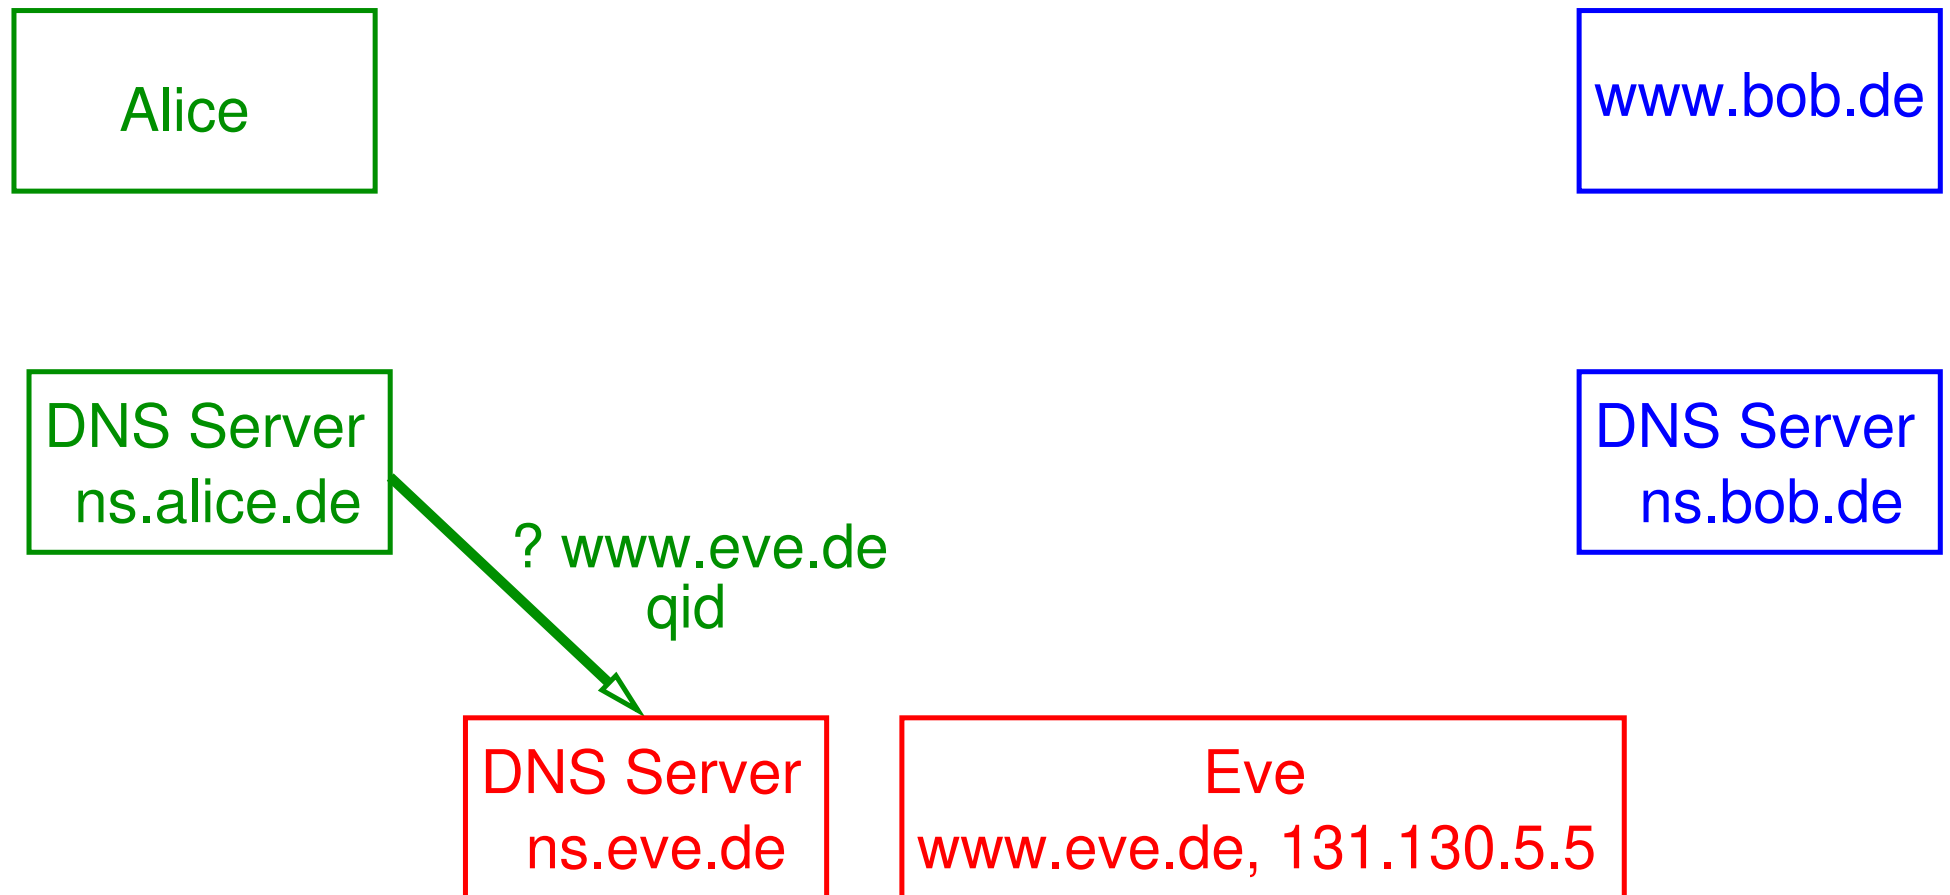 Alice
www.bob.de
DNS Server
ns.alice.de
DNS Server
ns.bob.de
? www.eve.de
qid
DNS Server
ns.eve.de
Eve
www.eve.de, 131.130.5.5